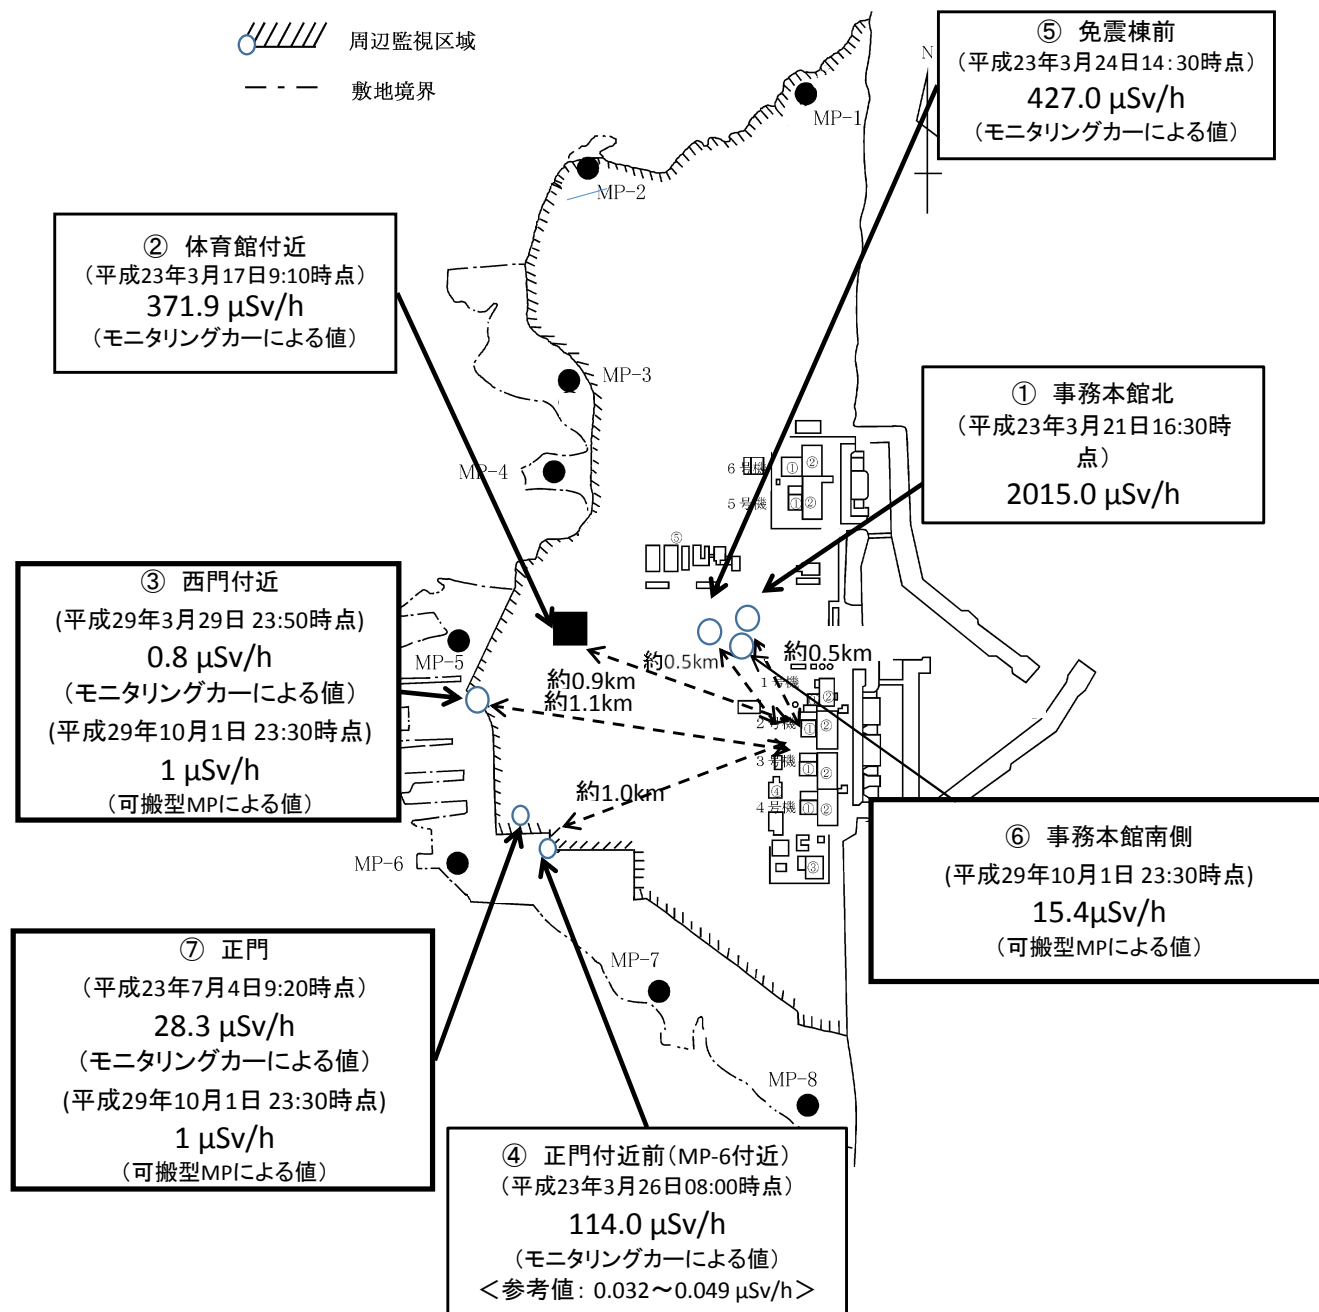 周辺監視区域
敷地境界
⑤ 免震棟前
(平成23年3月24日14:30時点)
427.0 μSv/h
(モニタリングカーによる値)
N
MP-1
MP-2
② 体育館付近
(平成23年3月17日9:10時点)
371.9 μSv/h
(モニタリングカーによる値)
MP-3
① 事務本館北
(平成23年3月21日16:30時
点)
2015.0 μSv/h
MP-4
6号機
① ②
5号機
① ②
⑤
③ 西門付近
(平成29年3月29日 23:50時点)
0.8 μSv/h
(モニタリングカーによる値)
(平成29年10月1日 23:30時点)
1 μSv/h
(可搬型MPによる値)
MP-5
約0.9km
約1.1km
約0.5km
約0.5km
1号機
②
2号機
① ②
3号機
① ②
④
4号機
① ②
③
約1.0km
MP-6
⑥ 事務本館南側
(平成29年10月1日 23:30時点)
15.4μSv/h
(可搬型MPによる値)
⑦ 正門
(平成23年7月4日9:20時点)
28.3 μSv/h
(モニタリングカーによる値)
(平成29年10月1日 23:30時点)
1 μSv/h
(可搬型MPによる値)
MP-7
MP-8
④ 正門付近前(MP-6付近)
(平成23年3月26日08:00時点)
114.0 μSv/h
(モニタリングカーによる値)
<参考値: 0.032~0.049 μSv/h>